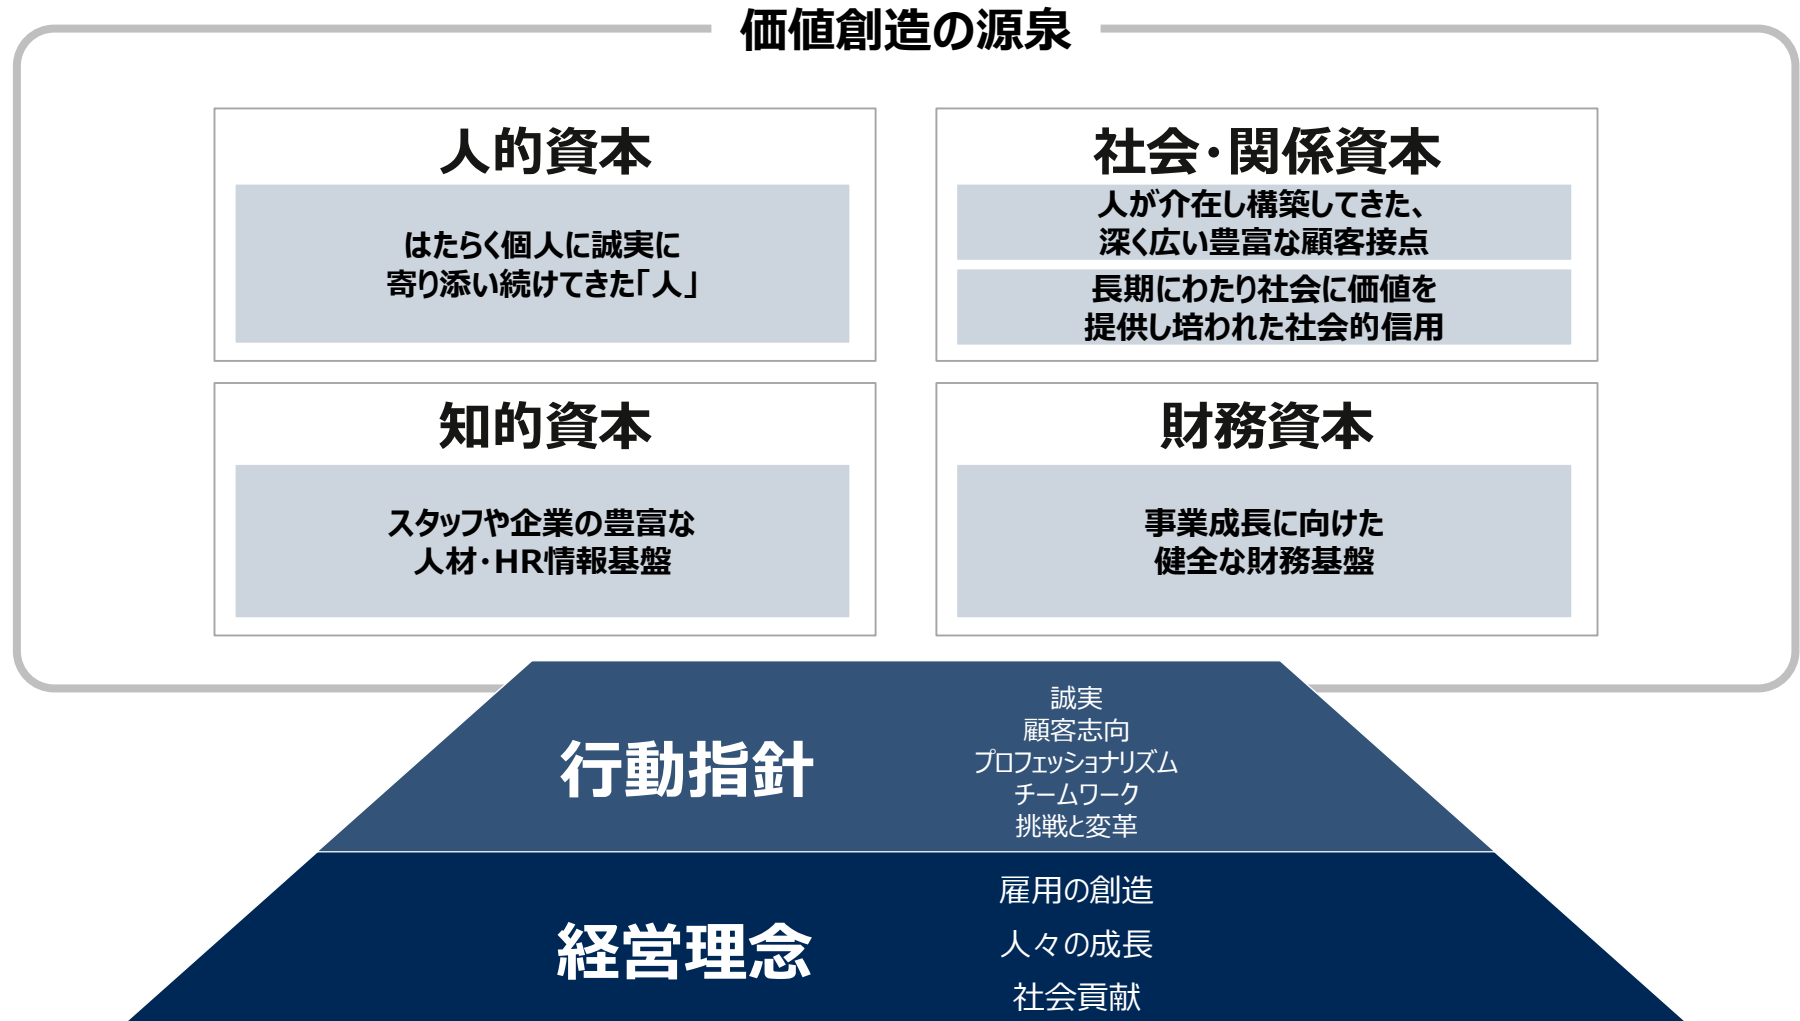 価値創造の源泉
人的資本
はたらく個人に誠実に
寄り添い続けてきた「人」
社会・関係資本
人が介在し構築してきた、
深く広い豊富な顧客接点
長期にわたり社会に価値を
提供し培われた社会的信用
知的資本
スタッフや企業の豊富な
人材・HR情報基盤
財務資本
事業成長に向けた
健全な財務基盤
行動指針
誠実
顧客志向
プロフェッショナリズム
チームワーク
挑戦と変革
経営理念
雇用の創造
人々の成長
社会貢献